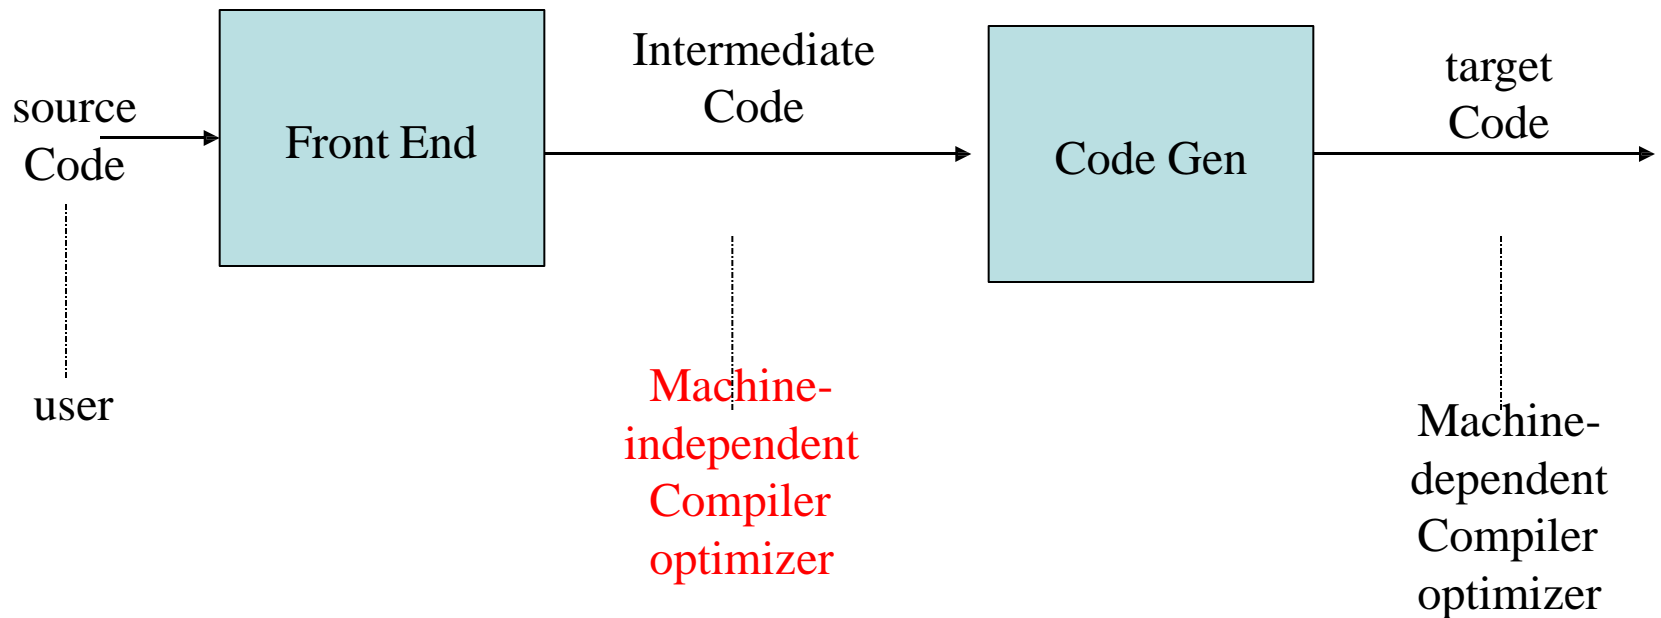 source
Code
Front End
Intermediate
Code
Code Gen
target
Code
user
Machine-
independent
Compiler
optimizer
Machine-
dependent
Compiler
optimizer